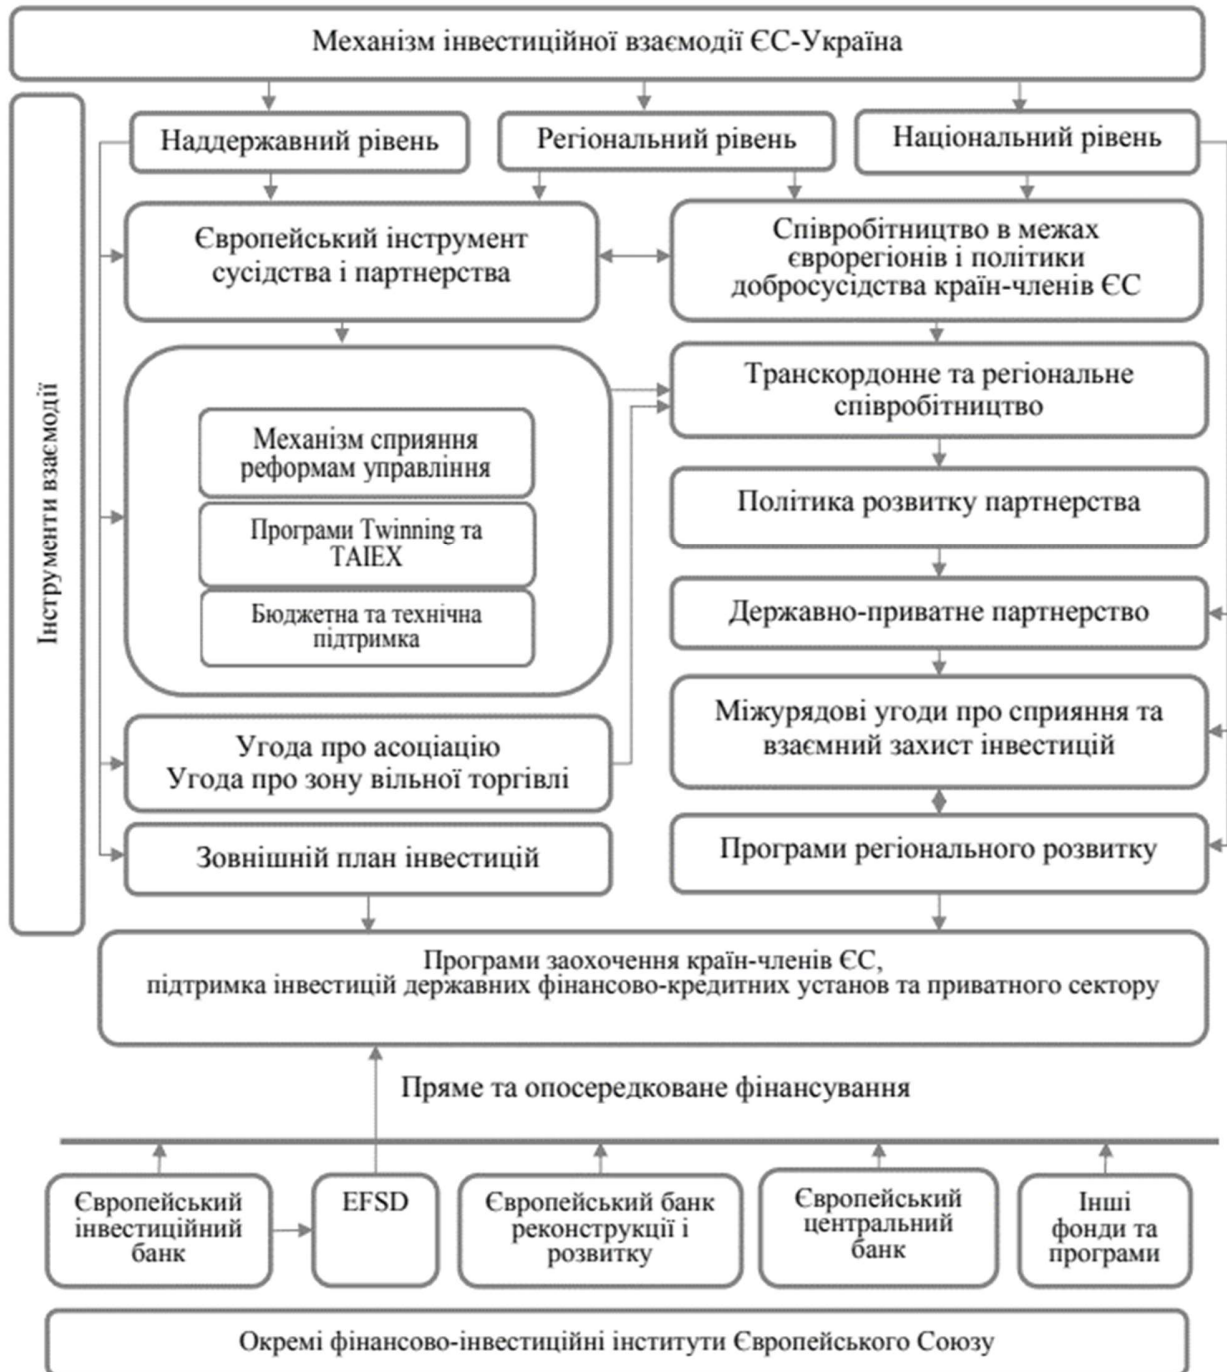 Механізм інвестиційної взаємодії ЄС-Україна
Інструменти взаємодії
Наддержавний рівень
Регіональний рівень
Національний рівень
Європейський інструмент
сусідства і партнерства
Співробітництво в межах
єврорегіонів і політики
добросусідства країн-членів ЄС
Механізм сприяння
реформам управління
Програми Twinning та
TAIEX
Бюджетна та технічна
підтримка
Транскордонне та регіональне
співробітництво
Політика розвитку партнерства
Державно-приватне партнерство
Угода про асоціацію
Угода про зону вільної торгівлі
Міжурядові угоди про сприяння та
взаємний захист інвестицій
Зовнішній план інвестицій
Програми регіонального розвитку
Програми заохочення країн-членів ЄС,
підтримка інвестицій державних фінансово-кредитних установ та приватного сектору
Пряме та опосередковане фінансування
Європейський
інвестиційний
банк
EFSD
Європейський банк
реконструкції і
розвитку
Європейський
центральний
банк
Інші
фонди та
програми
Окремі фінансово-інвестиційні інститути Європейського Союзу